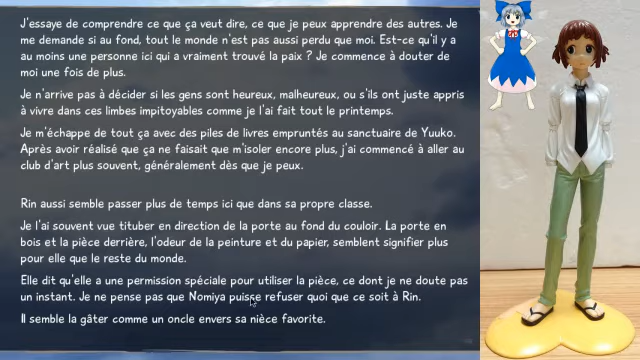 J'essaye de comprendre ce que ça veut dire, ce que je peux apprendre des autres. Je
me demande si au fond, tout le monde n'est pas aussi perdu que moi. Est-ce qu'il y a
au moins une personne ici qui a vraiment trouvé la paix ? Je commence à douter de
moi une fois de plus.
Je n'arrive pas à décider si les gens sont heureux, malheureux, ou s'ils ont juste appris
à vivre dans ces limbes impitoyables comme je l'ai fait tout le printemps.
Je m'échappe de tout ça avec des piles de livres empruntés au sanctuaire de Yuuko.
Après avoir réalisé que ça ne faisait que m'isoler encore plus, j'ai commencé à aller au
club d'art plus souvent, généralement dès que je peux.
Rin aussi semble passer plus de temps ici que dans sa propre classe.
Je l'ai souvent vue tituber en direction de la porte au fond du couloir. La porte en
bois et la pièce derrière, l'odeur de la peinture et du papier, semblent signifier plus
pour elle que le reste du monde.
Elle dit qu'elle a une permission spéciale pour utiliser la pièce, ce dont je ne doute pas
un instant. Je ne pense pas que Nomiya puisse refuser quoi que ce soit à Rin.
Il semble la gâter comme un oncle envers sa nièce favorite.